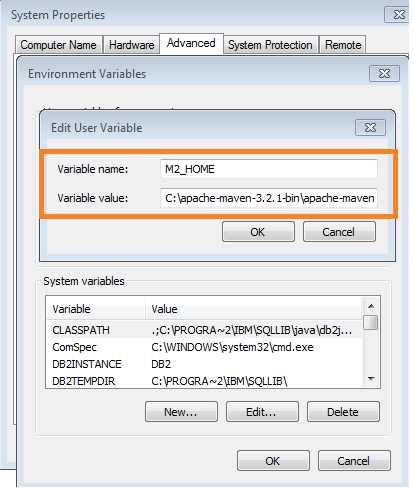 System Properties
Computer Name Hardware Advanced System Protection Remote
Environment Variables
Edit User Variable
Variable name: M2_HOME
Variable value: C:\apache-maven-3.2.1-bin\apache-maven
OK Cancel
System variables
Variable Value
CLASSPATH .;C:\PROGRA~2\IBM\SQLLIB\java\db2j...
ComSpec C:\WINDOWS\system32\cmd.exe
DB2INSTANCE DB2
DB2TEMPDIR C:\PROGRA~2\IBM\SQLLIB\
New... Edit... Delete
OK Cancel